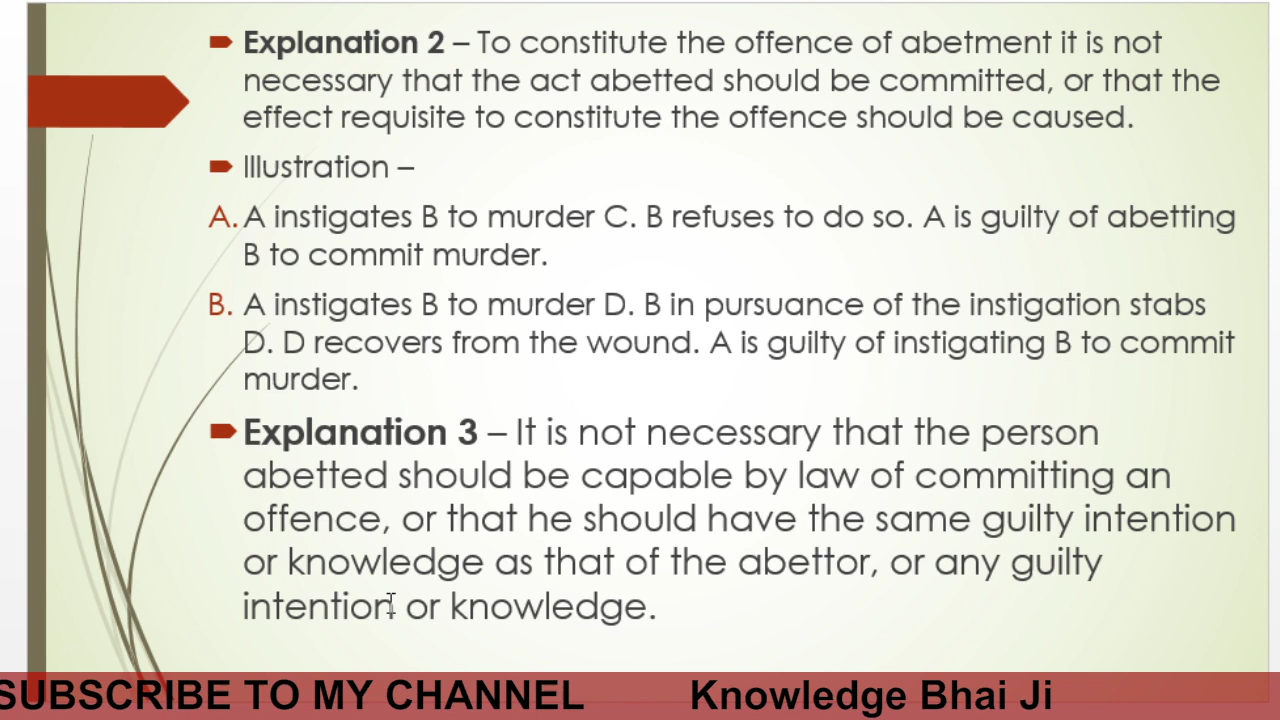 Explanation 2 – To constitute the offence of abetment it is not
necessary that the act abetted should be committed, or that the
effect requisite to constitute the offence should be caused.
Illustration –
A. A instigates B to murder C. B refuses to do so. A is guilty of abetting
B to commit murder.
B. A instigates B to murder D. B in pursuance of the instigation stabs
D. D recovers from the wound. A is guilty of instigating B to commit
murder.
Explanation 3 – It is not necessary that the person
abetted should be capable by law of committing an
offence, or that he should have the same guilty intention
or knowledge as that of the abettor, or any guilty
intention or knowledge.
SUBSCRIBE TO MY CHANNEL Knowledge Bhai Ji